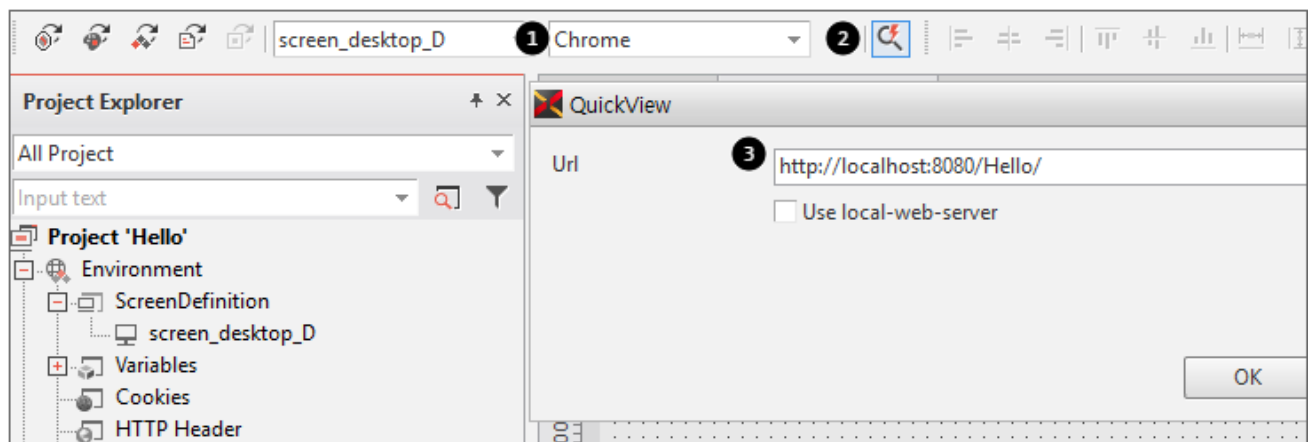 screen_desktop_D
1 Chrome
2
Project Explorer
All Project
Input text
Project 'Hello'
Environment
ScreenDefinition
screen_desktop_D
Variables
Cookies
HTTP Header
QuickView
Url
3 http://localhost:8080/Hello/
Use local-web-server
OK